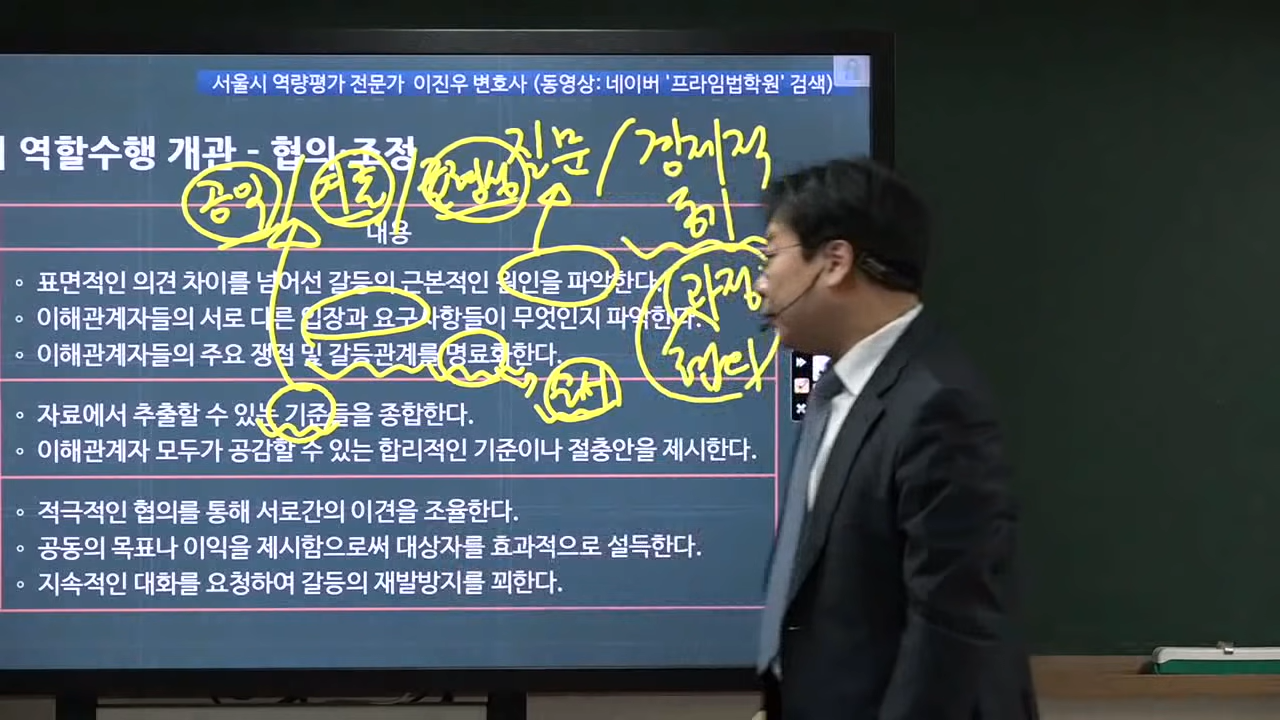 서울시 역량평가 전문가 이진우 변호사 (동영상: 네이버 '프라임법학원' 검색)
역할수행 개관 - 협의·조정
질문 / 경제적
공익 /
내용
과정
◦ 표면적인 의견 차이를 넘어선 갈등의 근본적인 원인을 파악한다.
◦ 이해관계자들의 서로 다른 입장과 요구사항들이 무엇인지 파악한다.
◦ 이해관계자들의 주요 쟁점 및 갈등관계를 명료화한다.
순서
◦ 자료에서 추출할 수 있는 기준들을 종합한다.
◦ 이해관계자 모두가 공감할 수 있는 합리적인 기준이나 절충안을 제시한다.
◦ 적극적인 협의를 통해 서로간의 이견을 조율한다.
◦ 공동의 목표나 이익을 제시함으로써 대상자를 효과적으로 설득한다.
◦ 지속적인 대화를 요청하여 갈등의 재발방지를 꾀한다.